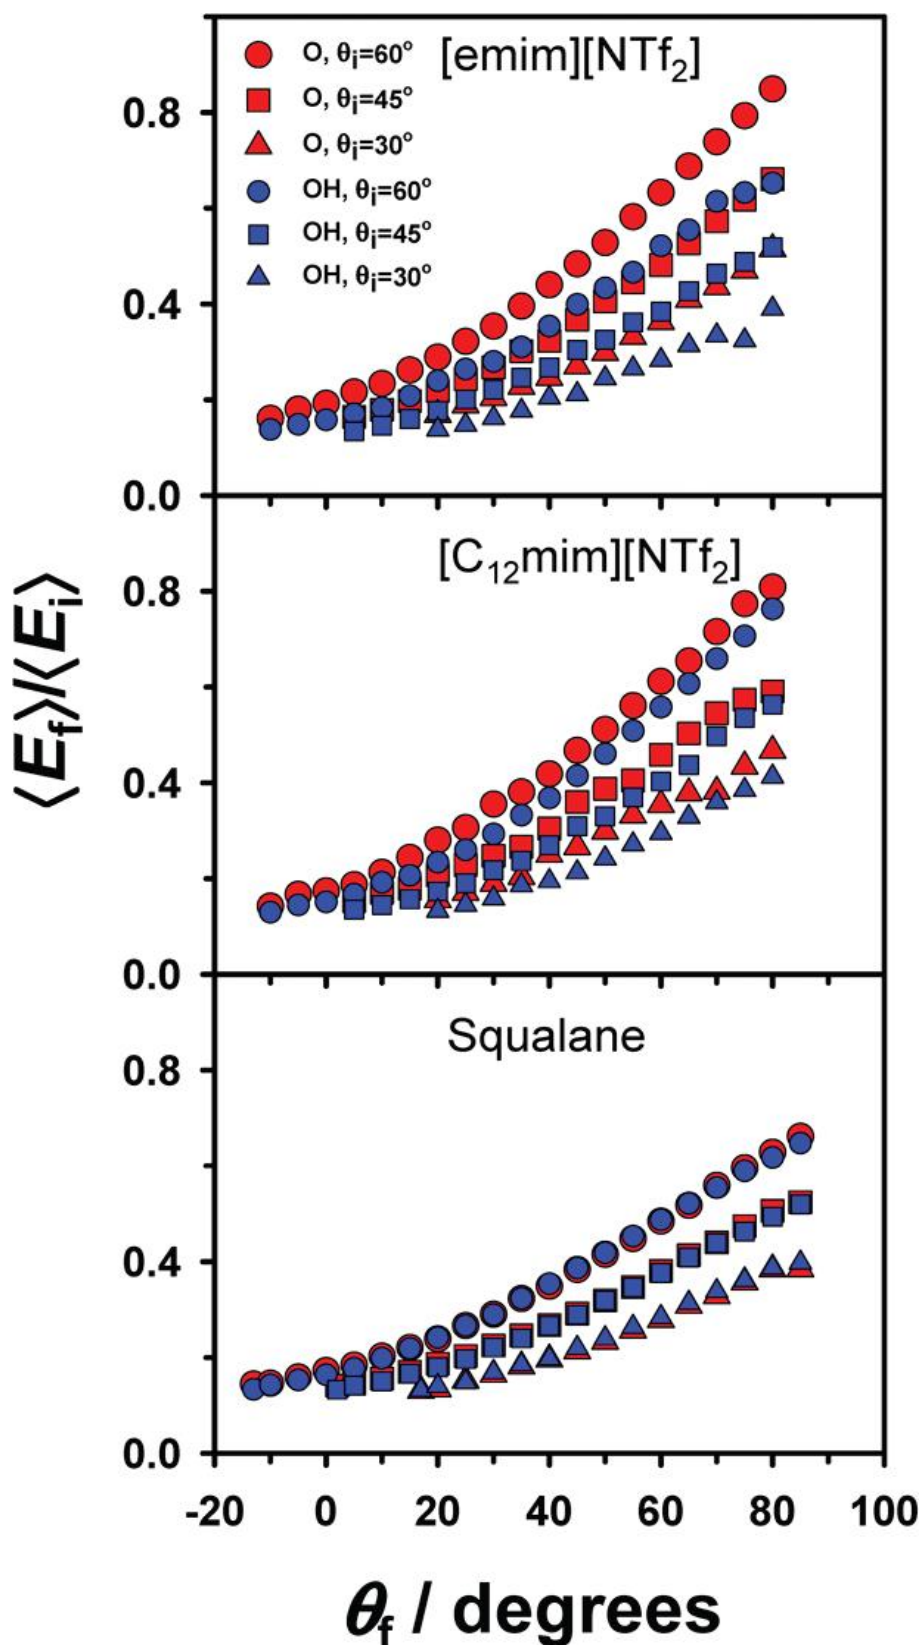 [emim][NTf₂]
O, θi=60°
O, θi=45°
O, θi=30°
OH, θi=60°
OH, θi=45°
OH, θi=30°
0.8
0.4
0.0
[C₁₂mim][NTf₂]
0.8
0.4
0.0
Squalane
0.8
0.4
0.0
-20 0 20 40 60 80 100
⟨Ef⟩/⟨Ei⟩
θf / degrees